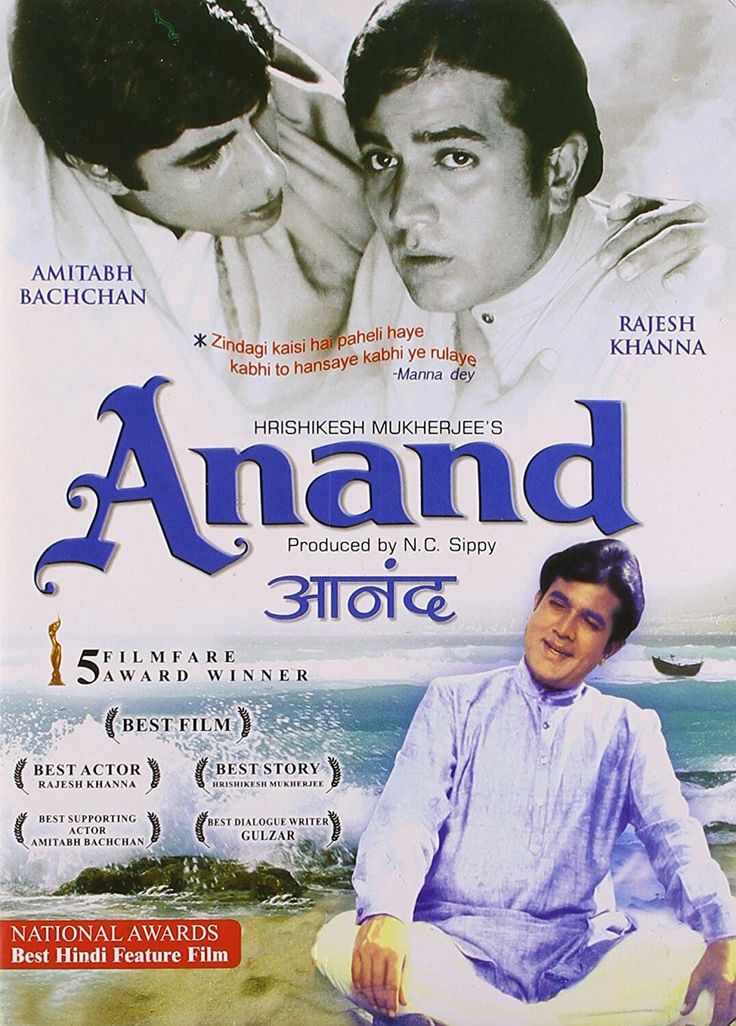 AMITABH
BACHCHAN
RAJESH
KHANNA
* Zindagi kaisi hai paheli haye
kabhi to hansaye kabhi ye rulaye
-Manna dey
HRISHIKESH MUKHERJEE'S
Anand
Produced by N.C. Sippy
आनंद
5 FILMFARE
AWARD WINNER
BEST FILM
BEST ACTOR
RAJESH KHANNA
BEST STORY
HRISHIKESH MUKHERJEE
BEST SUPPORTING
ACTOR
AMITABH BACHCHAN
BEST DIALOGUE WRITER
GULZAR
NATIONAL AWARDS
Best Hindi Feature Film